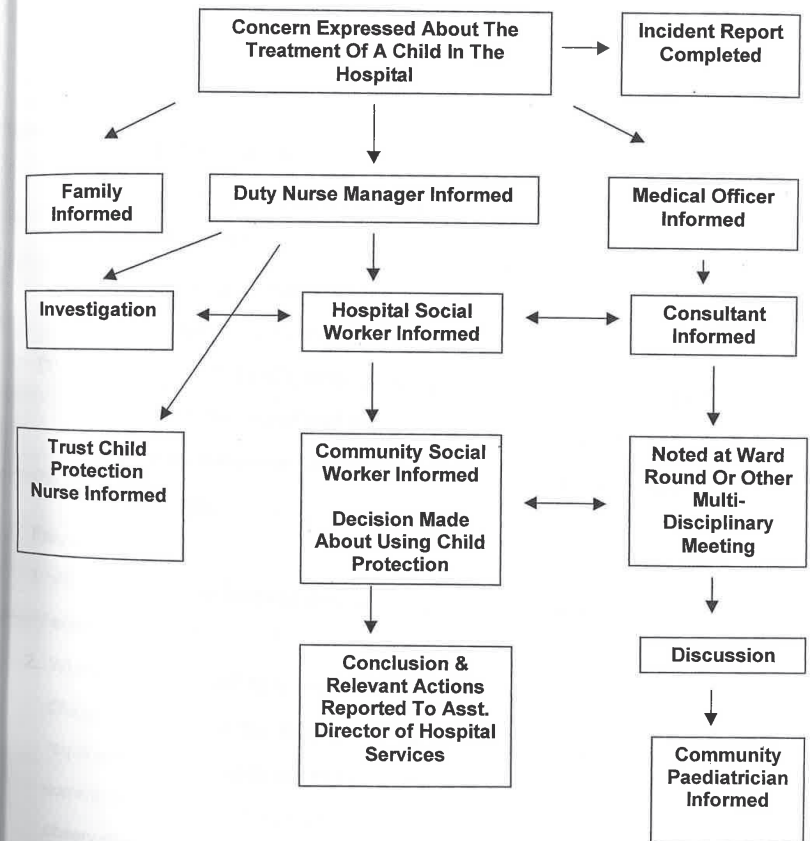 Concern Expressed About The
Treatment Of A Child In The
Hospital
Incident Report
Completed
Family
Informed
Duty Nurse Manager Informed
Medical Officer
Informed
Investigation
Hospital Social
Worker Informed
Consultant
Informed
Trust Child
Protection
Nurse Informed
Community Social
Worker Informed
Decision Made
About Using Child
Protection
Noted at Ward
Round Or Other
Multi-
Disciplinary
Meeting
Conclusion &
Relevant Actions
Reported To Asst.
Director of Hospital
Services
Discussion
Community
Paediatrician
Informed